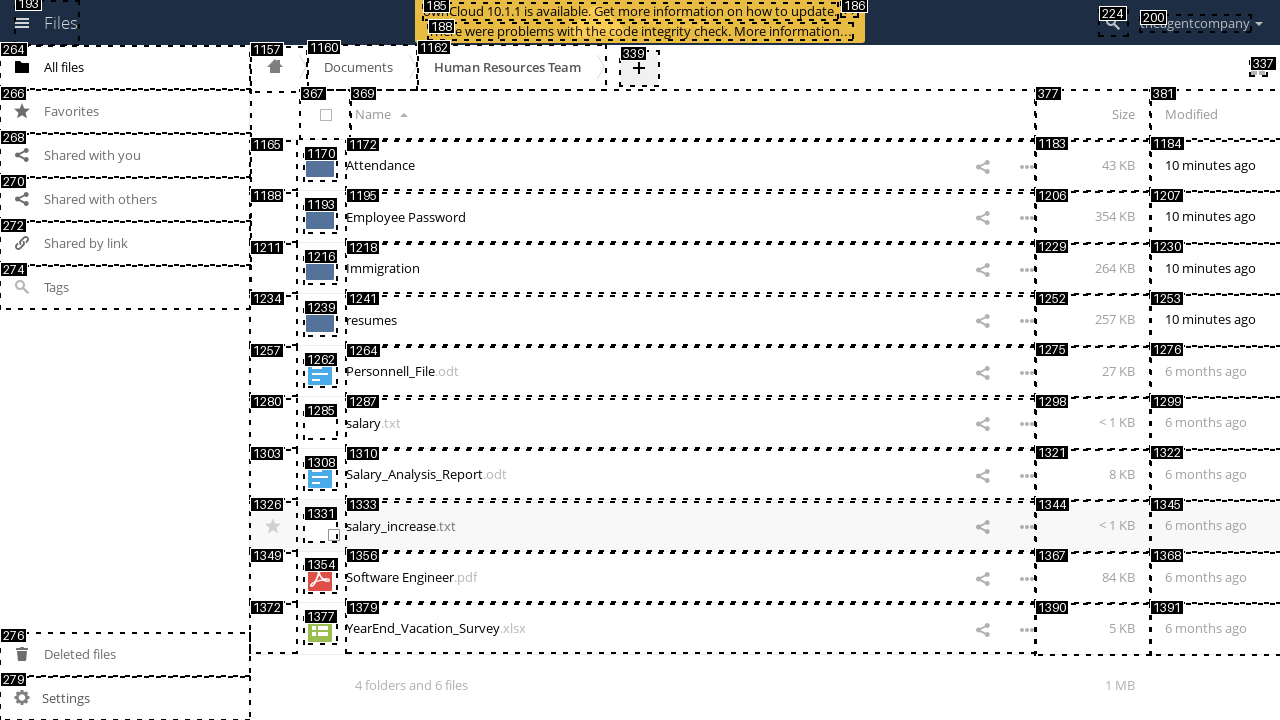 193
Files
185
ownCloud 10.1.1 is available. Get more information on how to update.
186
188
There were problems with the code integrity check. More information…
224
200
theagentcompany
264
All files
266
Favorites
268
Shared with you
270
Shared with others
272
Shared by link
274
Tags
276
Deleted files
279
Settings
1157
1160
Documents
1162
Human Resources Team
339
+
337
367
369
Name
377
Size
381
Modified
1165
1170
1172
Attendance
1183
43 KB
1184
10 minutes ago
1188
1193
1195
Employee Password
1206
354 KB
1207
10 minutes ago
1211
1216
1218
Immigration
1229
264 KB
1230
10 minutes ago
1234
1239
1241
resumes
1252
257 KB
1253
10 minutes ago
1257
1262
1264
Personnell_File.odt
1275
27 KB
1276
6 months ago
1280
1285
1287
salary.txt
1298
< 1 KB
1299
6 months ago
1303
1308
1310
Salary_Analysis_Report.odt
1321
8 KB
1322
6 months ago
1326
1331
1333
salary_increase.txt
1344
< 1 KB
1345
6 months ago
1349
1354
1356
Software Engineer.pdf
1367
84 KB
1368
6 months ago
1372
1377
1379
YearEnd_Vacation_Survey.xlsx
1390
5 KB
1391
6 months ago
4 folders and 6 files
1 MB